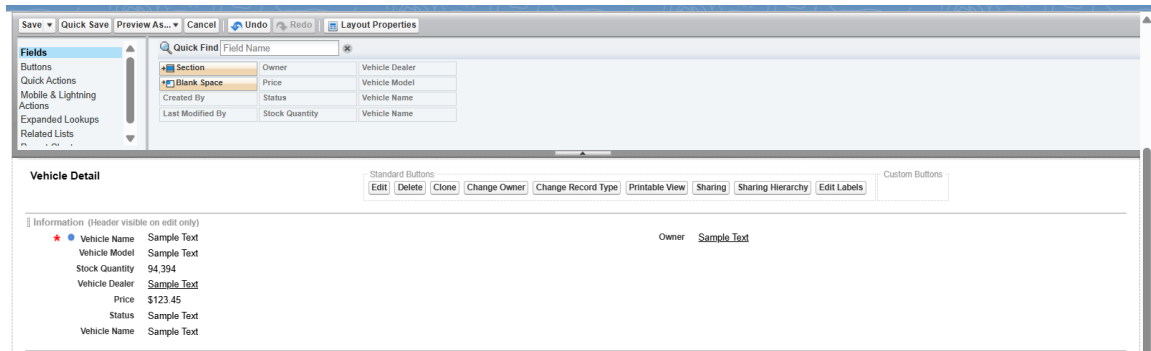 Save Quick Save Preview As... Cancel Undo Redo Layout Properties
Fields
Buttons
Quick Actions
Mobile & Lightning
Actions
Expanded Lookups
Related Lists
Quick Find Field Name
Section Owner Vehicle Dealer
Blank Space Price Vehicle Model
Created By Status Vehicle Name
Last Modified By Stock Quantity Vehicle Name
Vehicle Detail
Standard Buttons
Edit Delete Clone Change Owner Change Record Type Printable View Sharing Sharing Hierarchy Edit Labels
Custom Buttons
Information (Header visible on edit only)
* Vehicle Name Sample Text Owner Sample Text
Vehicle Model Sample Text
Stock Quantity 94,394
Vehicle Dealer Sample Text
Price $123.45
Status Sample Text
Vehicle Name Sample Text